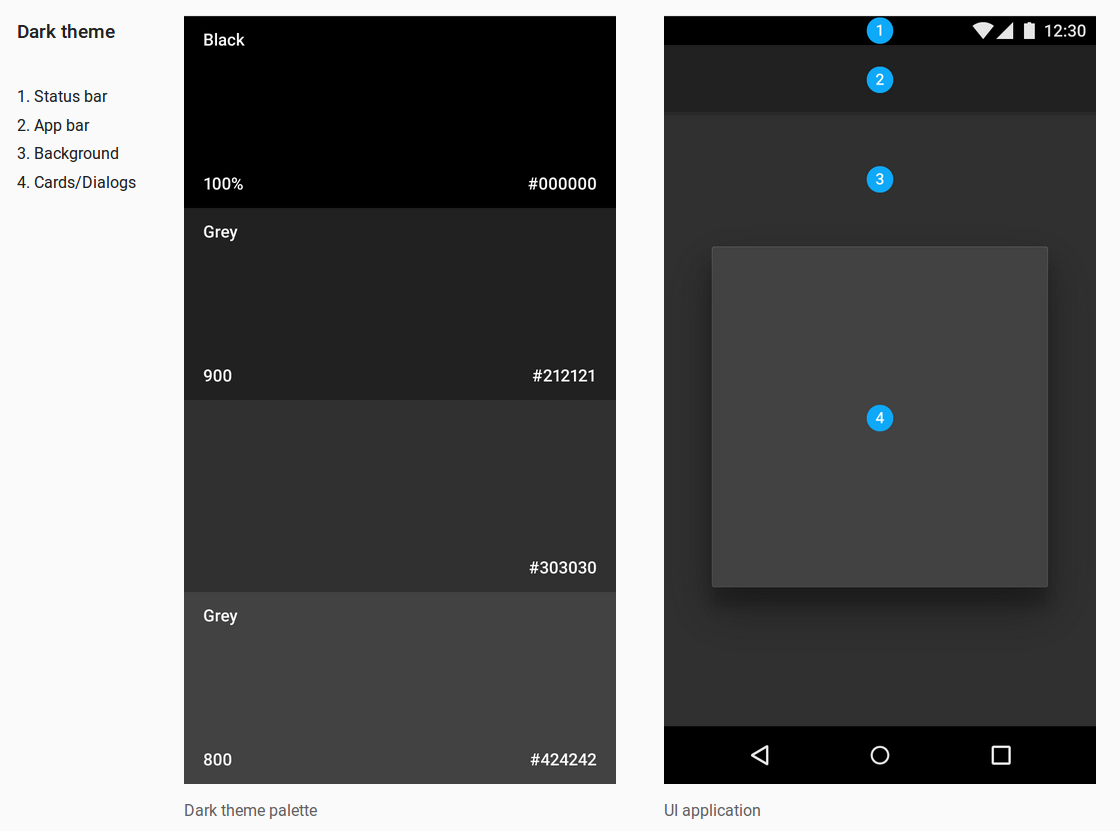 Dark theme
1. Status bar
2. App bar
3. Background
4. Cards/Dialogs
Black
100% #000000
Grey
900 #212121
#303030
Grey
800 #424242
Dark theme palette
1 12:30
2
3
4
UI application